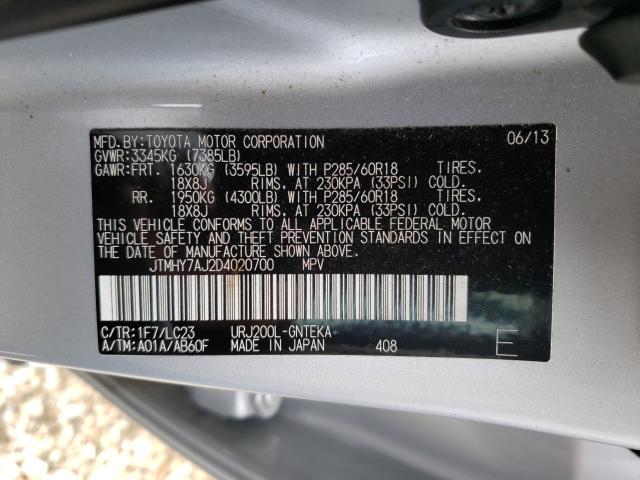 MFD. BY:TOYOTA MOTOR CORPORATION 06/13
GVWR:3345KG (7385LB)
GAWR:FRT. 1630KG (3595LB) WITH P285/60R18 TIRES.
18X8J RIMS. AT 230KPA (33PSI) COLD.
RR. 1950KG (4300LB) WITH P285/60R18 TIRES.
18X8J RIMS. AT 230KPA (33PSI) COLD.
THIS VEHICLE CONFORMS TO ALL APPLICABLE FEDERAL MOTOR
VEHICLE SAFETY AND THEFT PREVENTION STANDARDS IN EFFECT ON
THE DATE OF MANUFACTURE SHOWN ABOVE.
JTMHY7AJ2D4020700 MPV
C/TR:1F7/LC23 URJ200L-GNTEKA
A/TM:A01A/AB60F MADE IN JAPAN 408 E